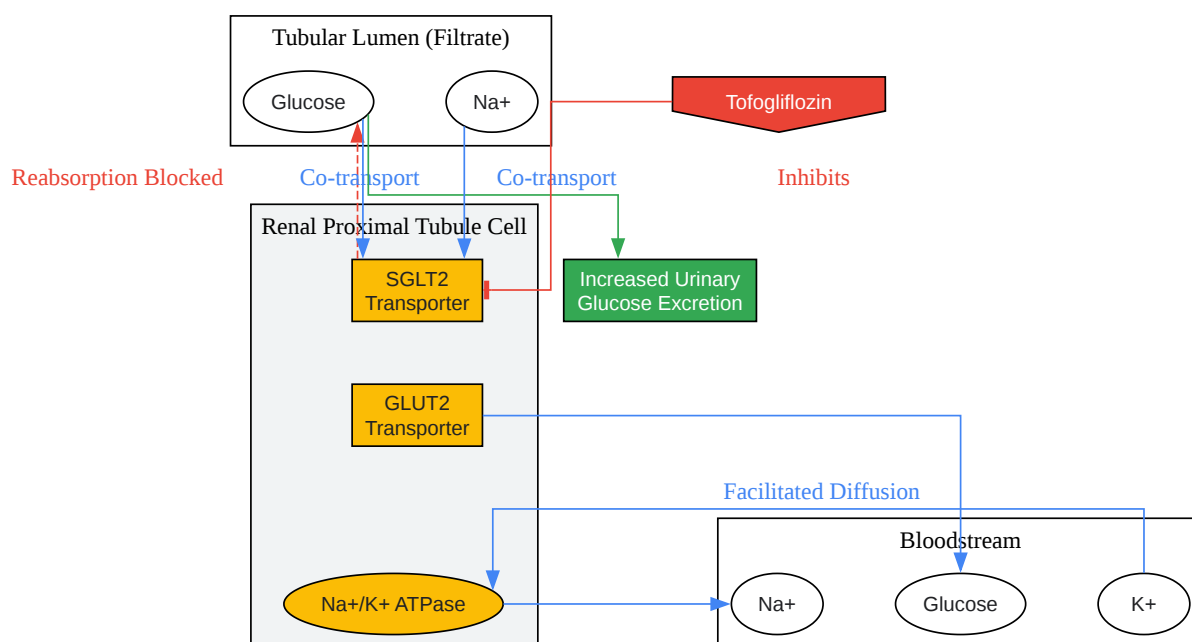 Tubular Lumen (Filtrate)
Glucose
Na+
Tofogliflozin
Reabsorption Blocked
Co-transport
Co-transport
Inhibits
Renal Proximal Tubule Cell
SGLT2
Transporter
Increased Urinary
Glucose Excretion
GLUT2
Transporter
Facilitated Diffusion
Bloodstream
Na+/K+ ATPase
Na+
Glucose
K+